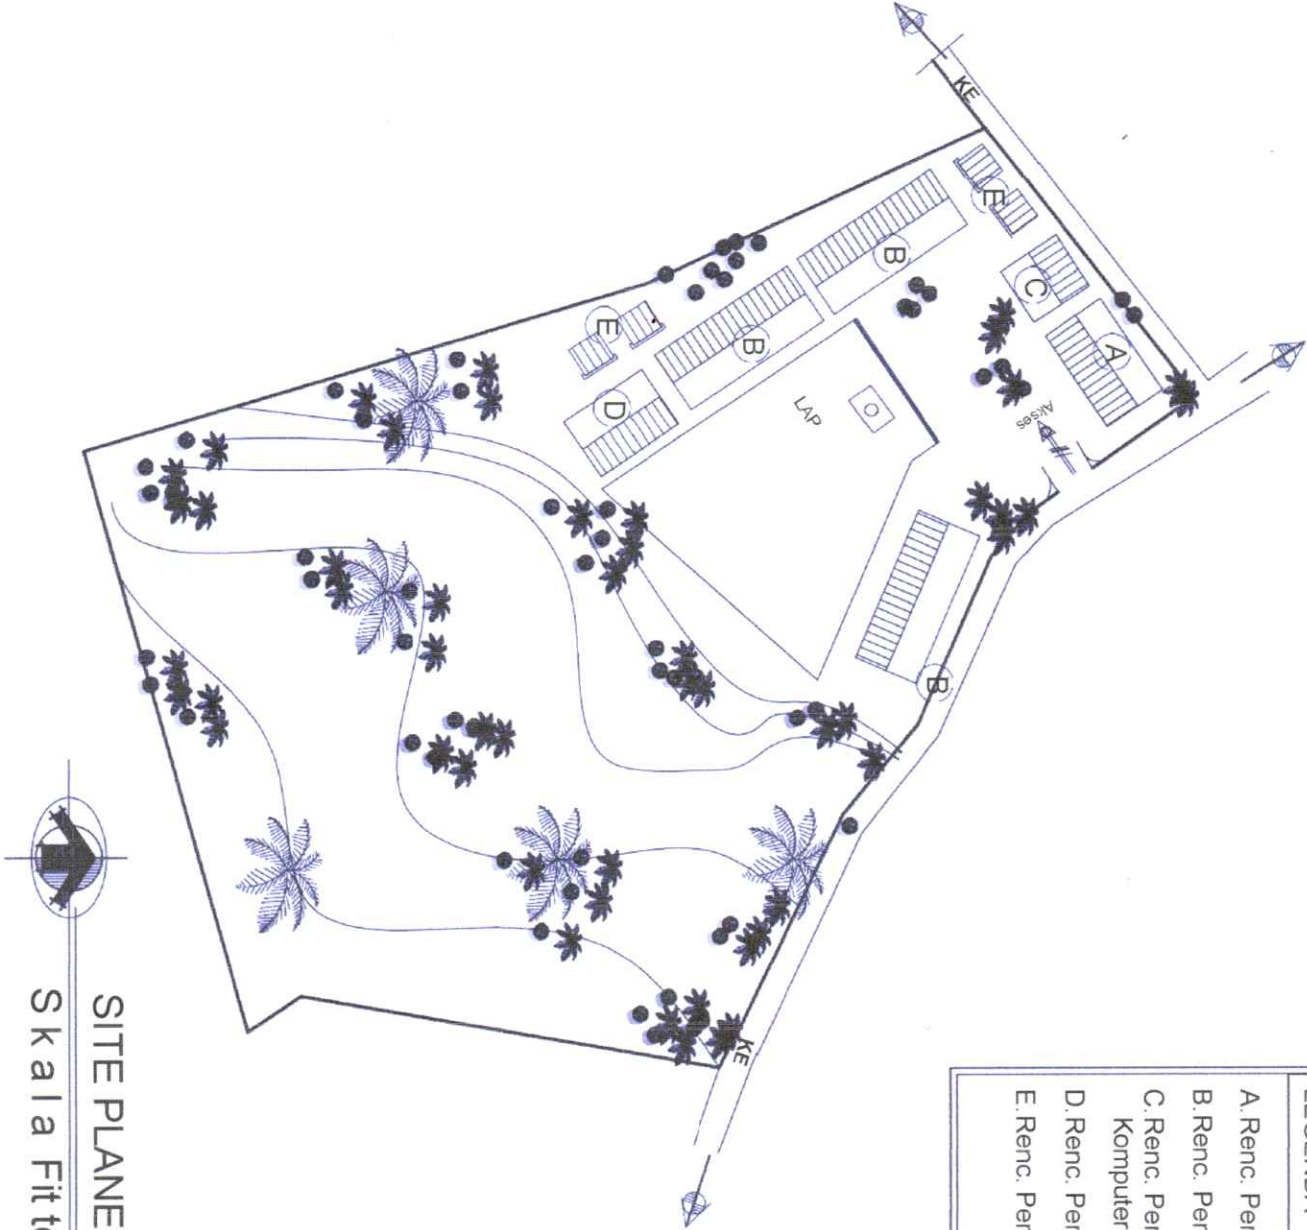 KE
E
C
A
B
B
E
D
LAP
Akses
B
KE
SITE PLANE
Skala Fit to
LEGENDA
A. Renc. Per
B. Renc. Per
C. Renc. Per
Komputer
D. Renc. Per
E. Renc. Per